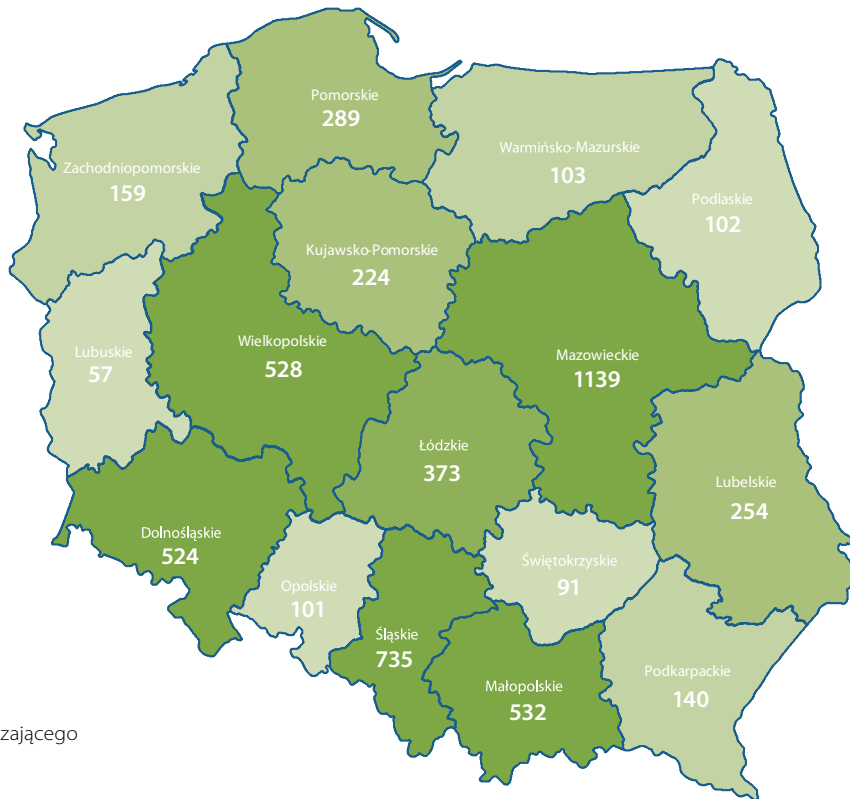 Pomorskie
289
Warmińsko-Mazurskie
103
Zachodniopomorskie
159
Podlaskie
102
Kujawsko-Pomorskie
224
Wielkopolskie
528
Lubuskie
57
Mazowieckie
1139
Łódzkie
373
Lubelskie
254
Dolnośląskie
524
Opolskie
101
Świętokrzyskie
91
Śląskie
735
Małopolskie
532
Podkarpackie
140
zającego